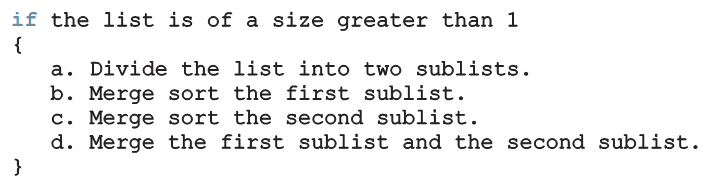 if the list is of a size greater than 1
{
   a. Divide the list into two sublists.
   b. Merge sort the first sublist.
   c. Merge sort the second sublist.
   d. Merge the first sublist and the second sublist.
}